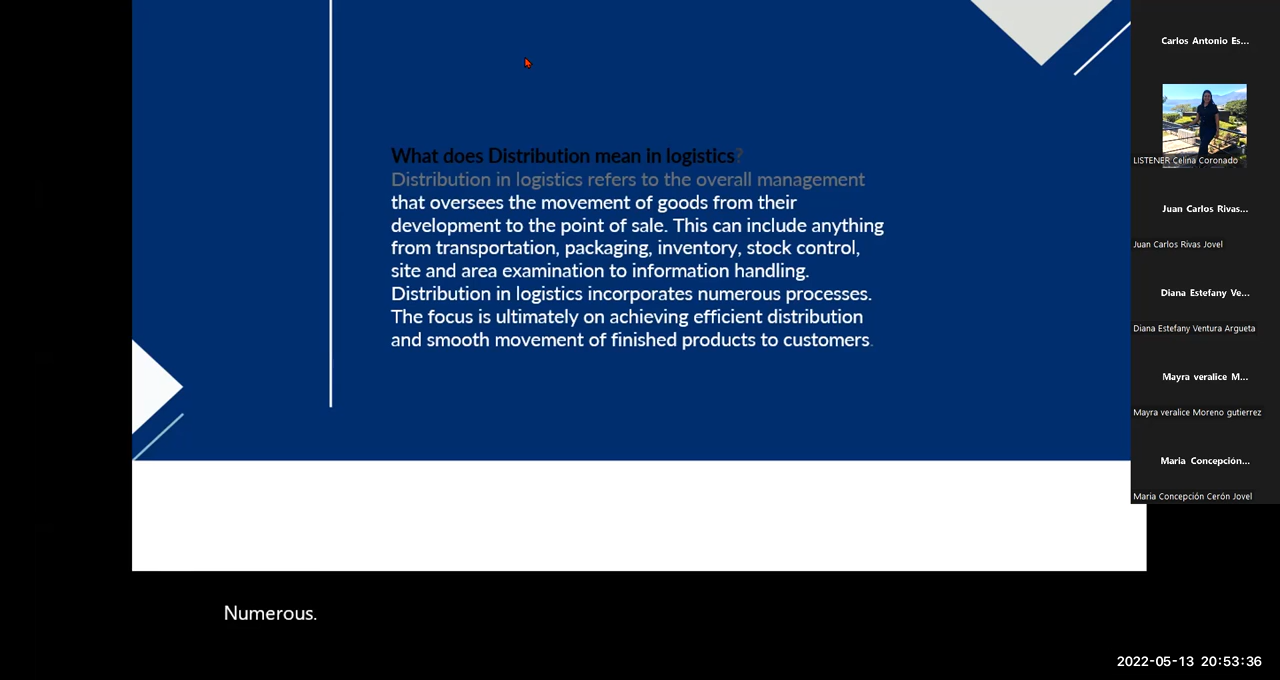 What does Distribution mean in logistics?
Distribution in logistics refers to the overall management
that oversees the movement of goods from their
development to the point of sale. This can include anything
from transportation, packaging, inventory, stock control,
site and area examination to information handling.
Distribution in logistics incorporates numerous processes.
The focus is ultimately on achieving efficient distribution
and smooth movement of finished products to customers.
Carlos Antonio Es...
LISTENER Celina Coronado
Juan Carlos Rivas...
Juan Carlos Rivas Jovel
Diana Estefany Ve...
Diana Estefany Ventura Argueta
Mayra veralice M...
Mayra veralice Moreno gutierrez
Maria Concepción...
Maria Concepción Cerón Jovel
Numerous.
2022-05-13 20:53:36